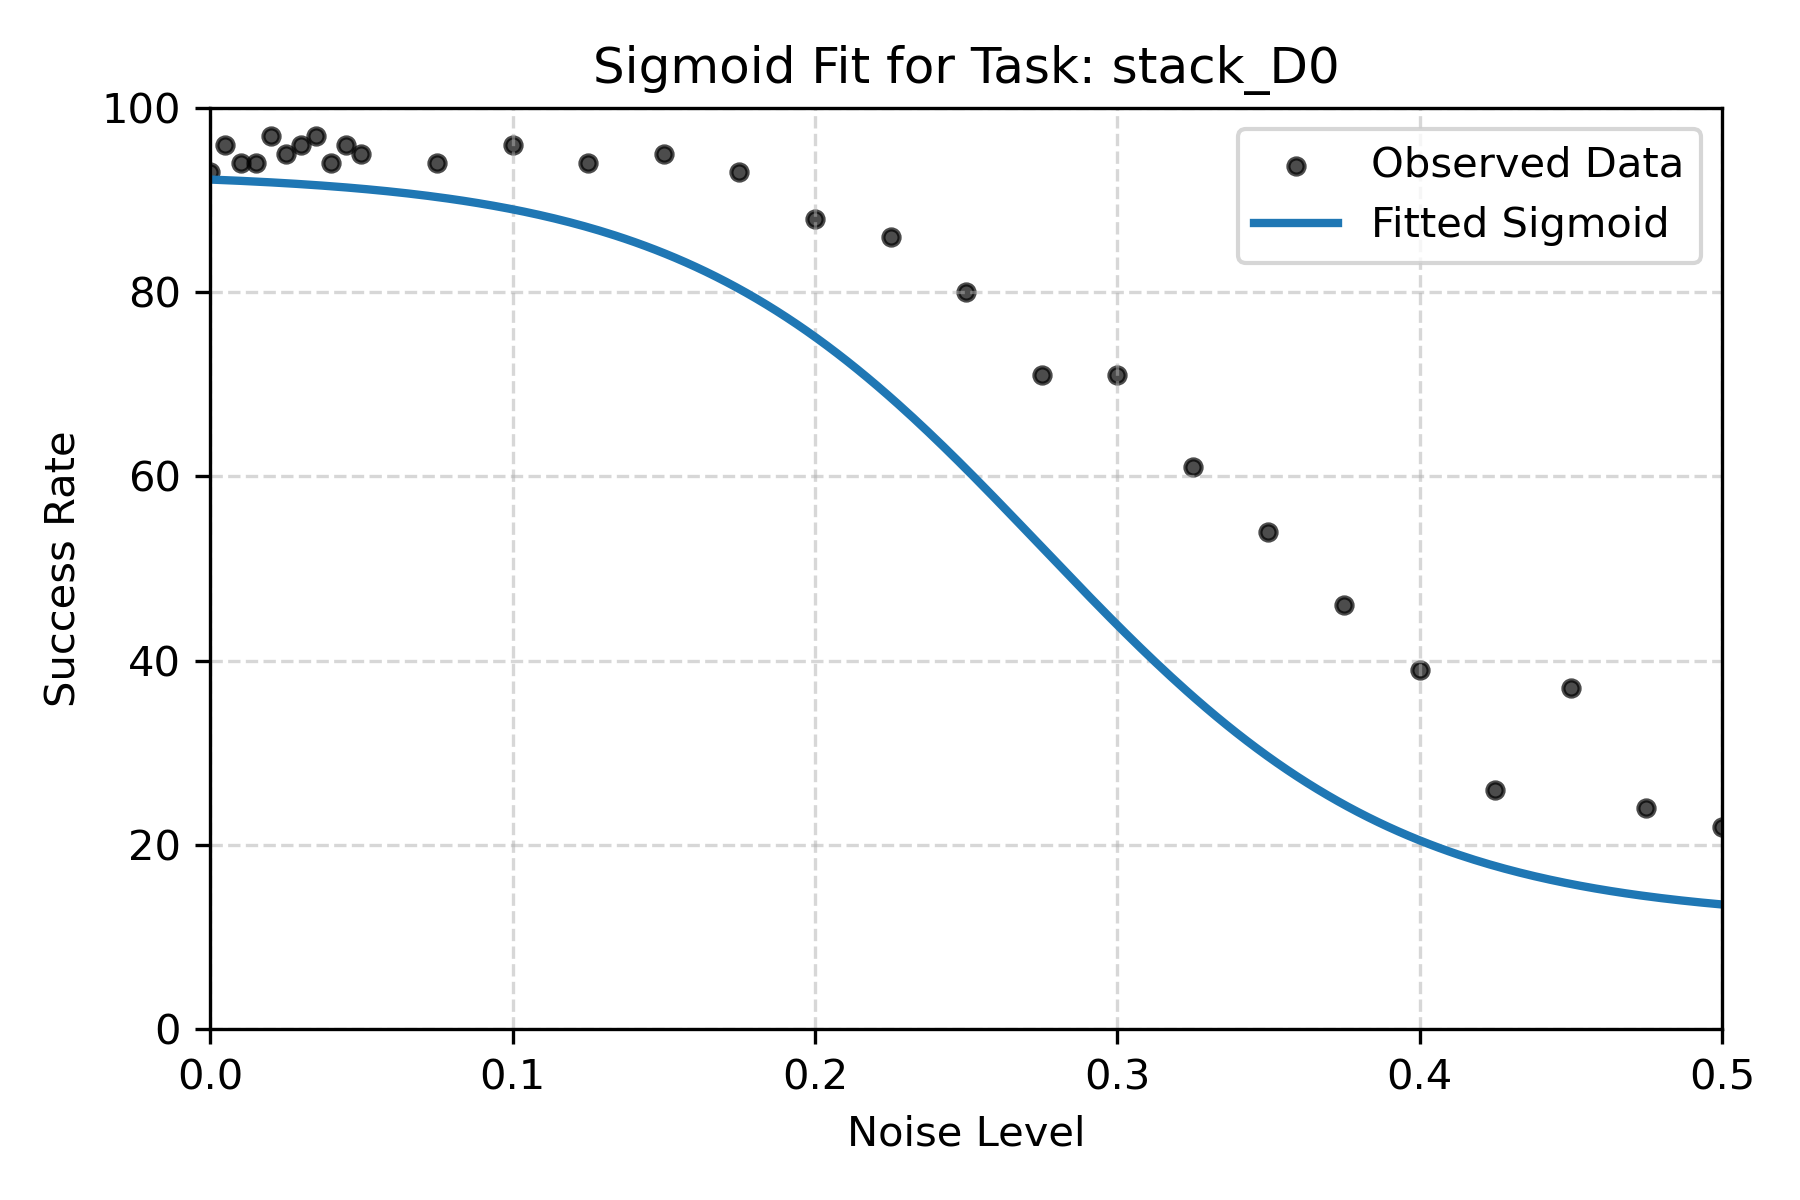 Sigmoid Fit for Task: stack_D0
100
80
60
40
20
0
Success Rate
Observed Data
Fitted Sigmoid
0.0 0.1 0.2 0.3 0.4 0.5
Noise Level